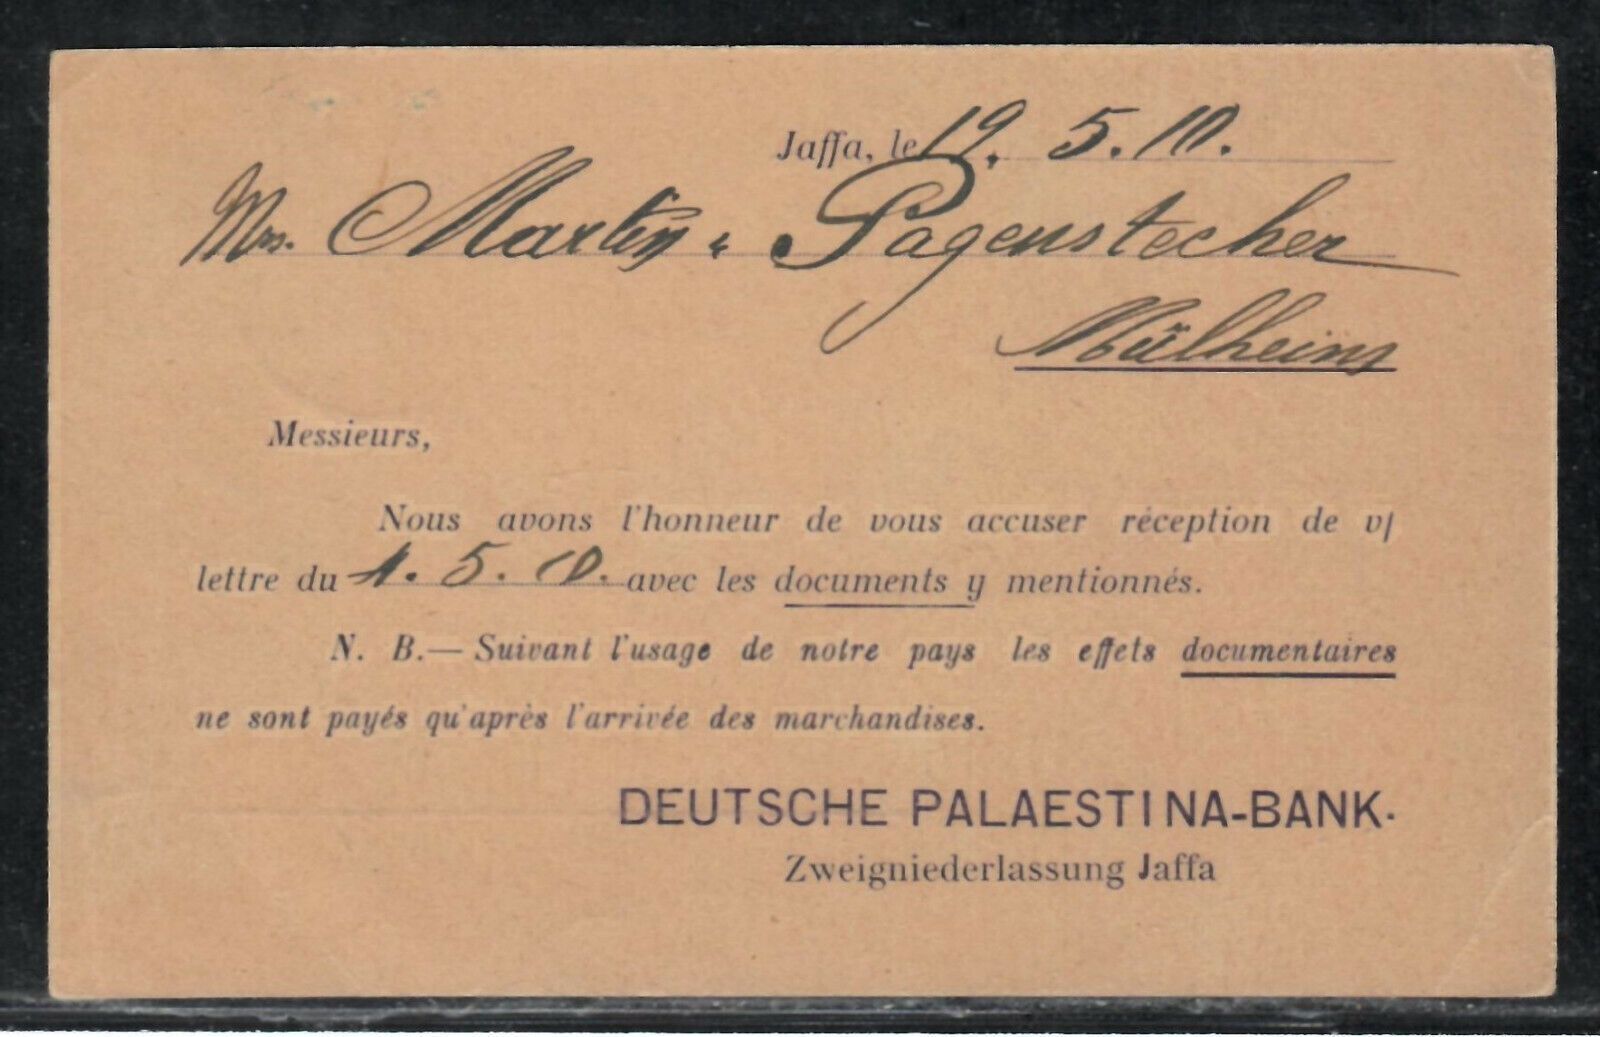 Jaffa, le 19. 5. 10.
Mrs. Martin & Pagenstecher
Mülheim
Messieurs,
Nous avons l'honneur de vous accuser réception de v/
lettre du 1. 5. 10. avec les documents y mentionnés.
N. B.— Suivant l'usage de notre pays les effets documentaires
ne sont payés qu'après l'arrivée des marchandises.
DEUTSCHE PALAESTINA-BANK.
Zweigniederlassung Jaffa